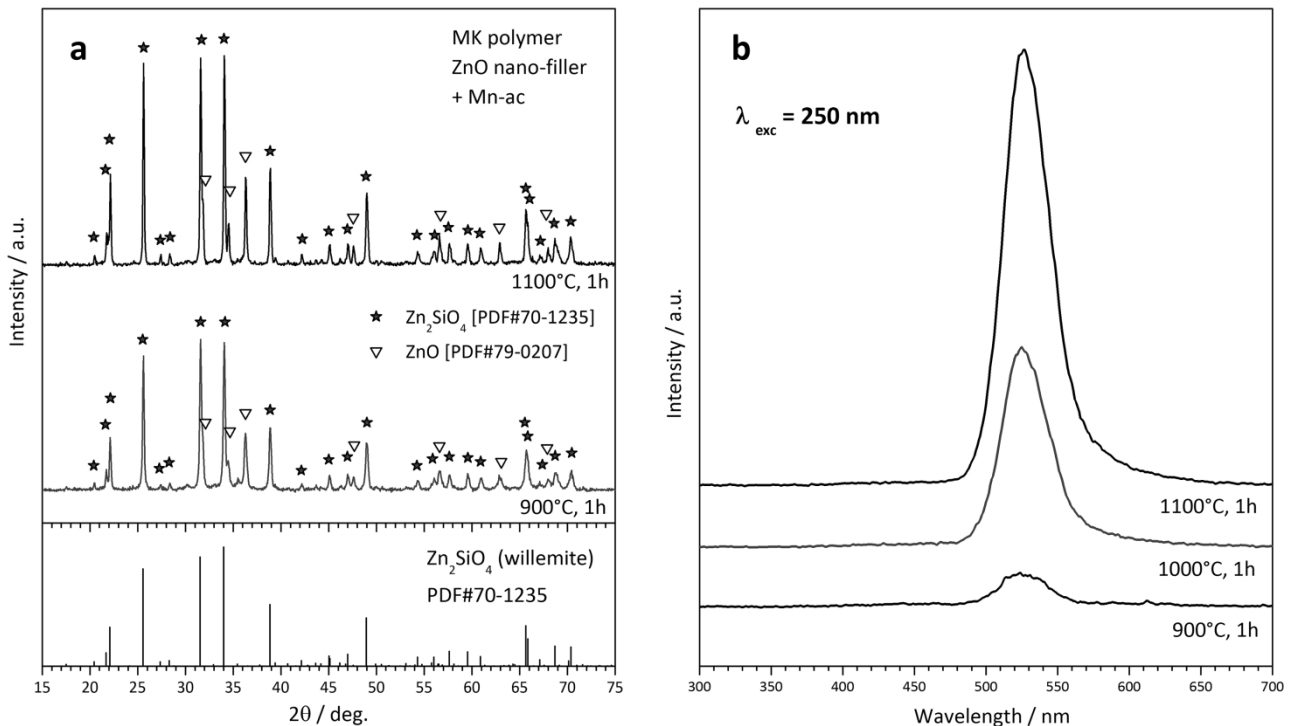 a
MK polymer
ZnO nano-filler
+ Mn-ac
1100°C, 1h
Zn2SiO4 [PDF#70-1235]
ZnO [PDF#79-0207]
900°C, 1h
Zn2SiO4 (willemite)
PDF#70-1235
Intensity / a.u.
15 20 25 30 35 40 45 50 55 60 65 70 75
2θ / deg.
b
λ exc = 250 nm
1100°C, 1h
1000°C, 1h
900°C, 1h
Intensity / a.u.
300 350 400 450 500 550 600 650 700
Wavelength / nm